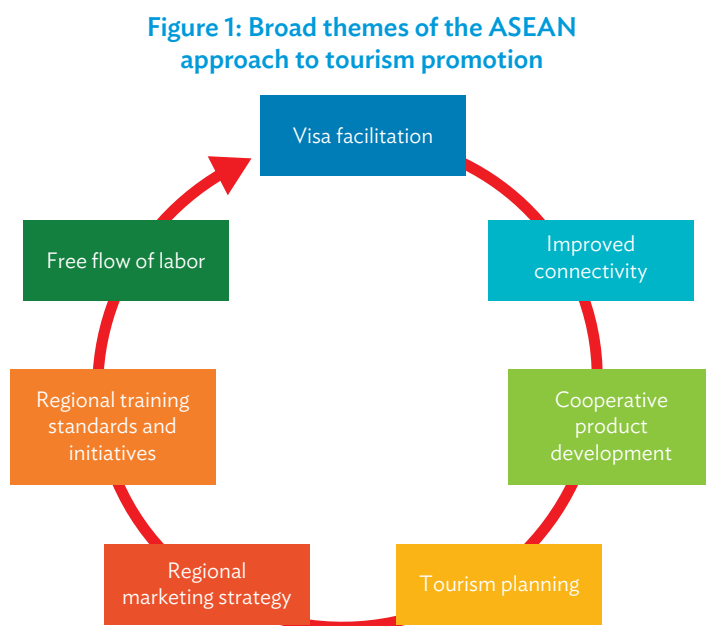 Figure 1: Broad themes of the ASEAN
approach to tourism promotion
Visa facilitation
Improved
connectivity
Cooperative
product
development
Tourism planning
Regional
marketing strategy
Regional training
standards and
initiatives
Free flow of labor